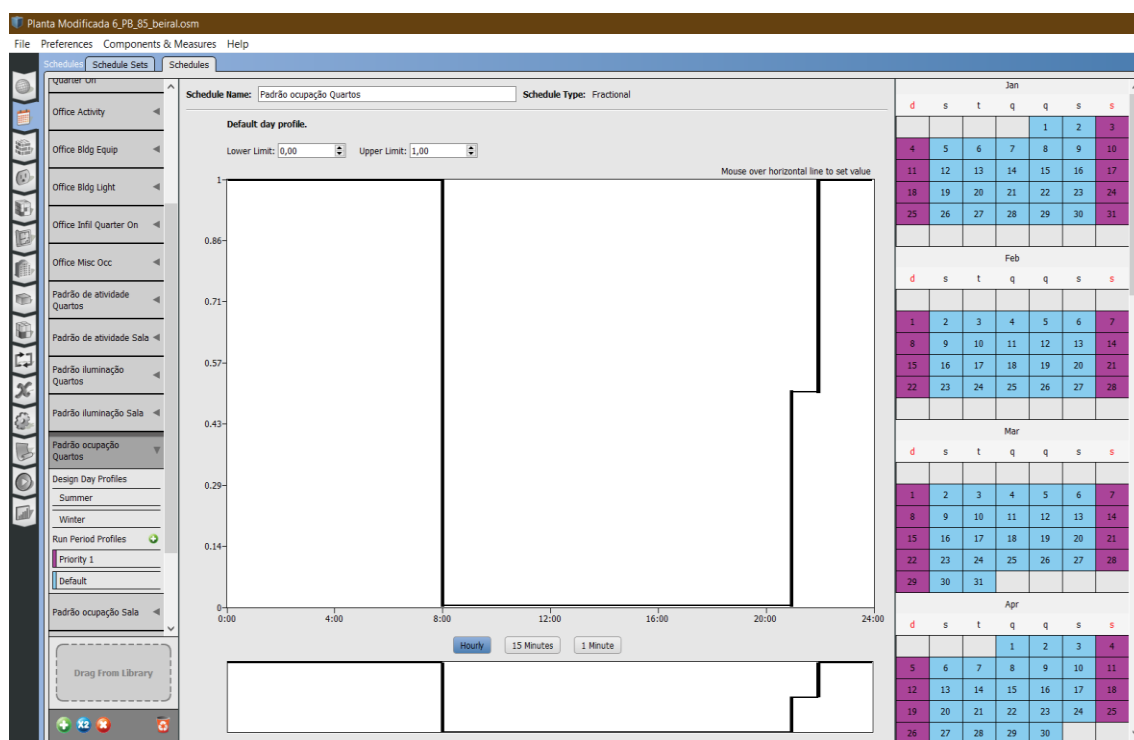 Planta Modificada 6_PB_85_beiral.osm
File Preferences Components & Measures Help
Schedules Schedule Sets Schedules
Quarter On
Office Activity
Office Bldg Equip
Office Bldg Light
Office Infil Quarter On
Office Misc Occ
Padrão de atividade
Quartos
Padrão de atividade Sala
Padrão iluminação
Quartos
Padrão iluminação Sala
Padrão ocupação
Quartos
Design Day Profiles
Summer
Winter
Run Period Profiles
Priority 1
Default
Padrão ocupação Sala
Drag From Library
X2
Schedule Name: Padrão ocupação Quartos Schedule Type: Fractional
Default day profile.
Lower Limit: 0,00 Upper Limit: 1,00
Mouse over horizontal line to set value
1
0.86
0.71
0.57
0.43
0.29
0.14
0
0:00 4:00 8:00 12:00 16:00 20:00 24:00
Hourly 15 Minutes 1 Minute
Jan
d s t q q s s
1 2 3
4 5 6 7 8 9 10
11 12 13 14 15 16 17
18 19 20 21 22 23 24
25 26 27 28 29 30 31
Feb
d s t q q s s
1 2 3 4 5 6 7
8 9 10 11 12 13 14
15 16 17 18 19 20 21
22 23 24 25 26 27 28
Mar
d s t q q s s
1 2 3 4 5 6 7
8 9 10 11 12 13 14
15 16 17 18 19 20 21
22 23 24 25 26 27 28
29 30 31
Apr
d s t q q s s
1 2 3 4
5 6 7 8 9 10 11
12 13 14 15 16 17 18
19 20 21 22 23 24 25
26 27 28 29 30